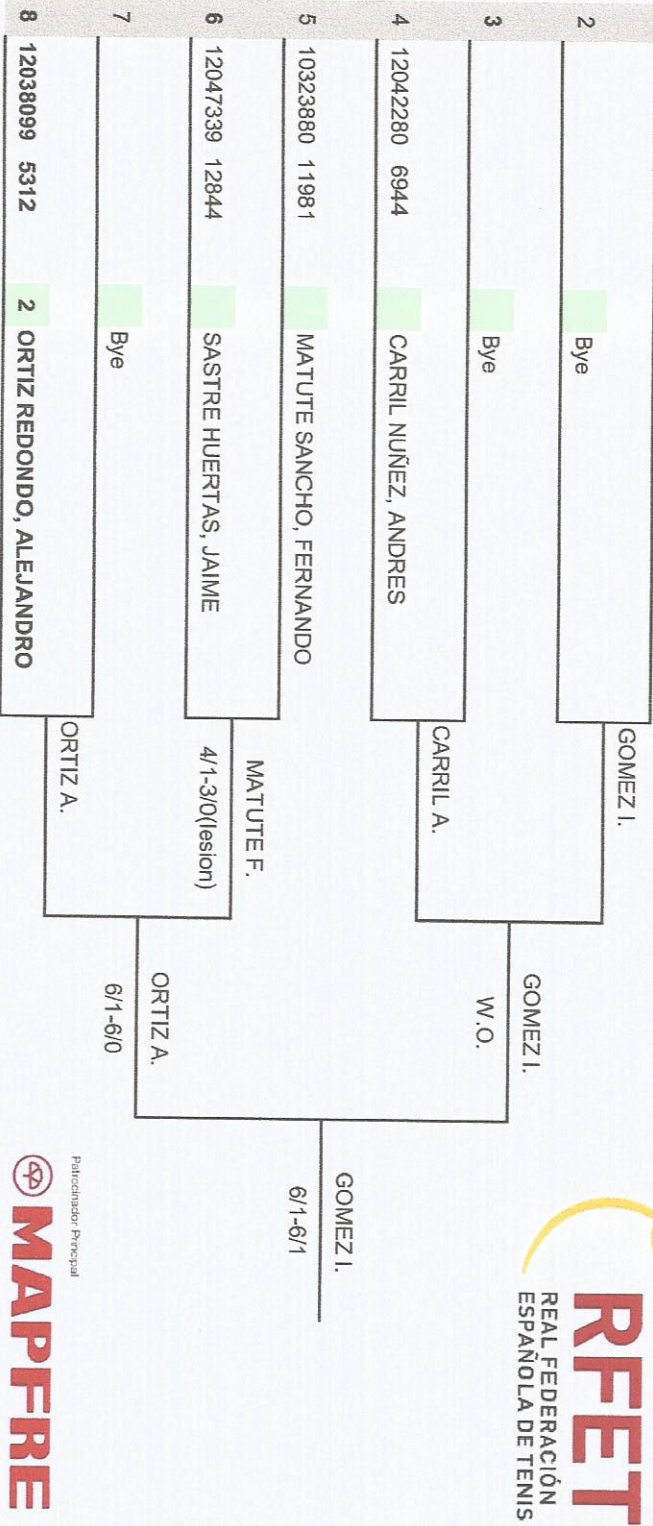 RFET
REAL FEDERACIÓN
ESPAÑOLA DE TENIS
2 Bye
GOMEZ I.
3 Bye
GOMEZ I.
W.O.
4 12042280 6944 CARRIL NUÑEZ, ANDRES
CARRIL A.
5 10323880 11981 MATUTE SANCHO, FERNANDO
GOMEZ I.
6/1-6/1
MATUTE F.
4/1-3/0(lesion)
6 12047339 12844 SASTRE HUERTAS, JAIME
ORTIZ A.
6/1-6/0
7 Bye
ORTIZ A.
8 12038099 5312 2 ORTIZ REDONDO, ALEJANDRO
Patrocinador Principal
MAPFRE